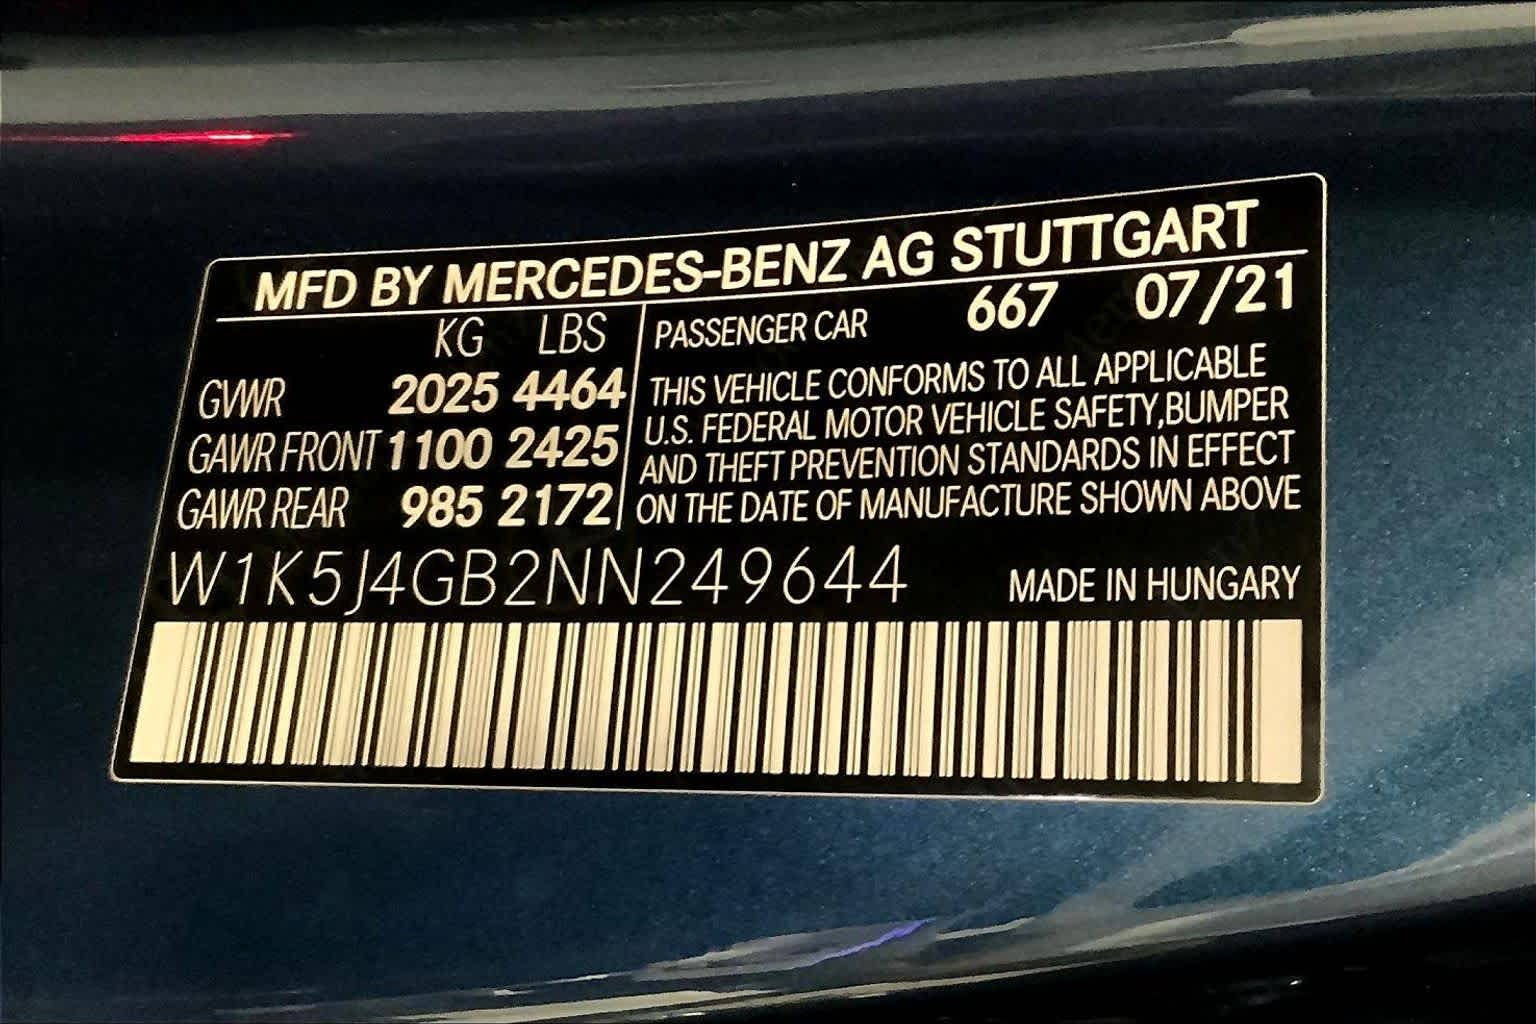 MFD BY MERCEDES-BENZ AG STUTTGART
KG LBS
GVWR 2025 4464
GAWR FRONT 1100 2425
GAWR REAR 985 2172
PASSENGER CAR 667 07/21
THIS VEHICLE CONFORMS TO ALL APPLICABLE
U.S. FEDERAL MOTOR VEHICLE SAFETY,BUMPER
AND THEFT PREVENTION STANDARDS IN EFFECT
ON THE DATE OF MANUFACTURE SHOWN ABOVE
W1K5J4GB2NN249644 MADE IN HUNGARY